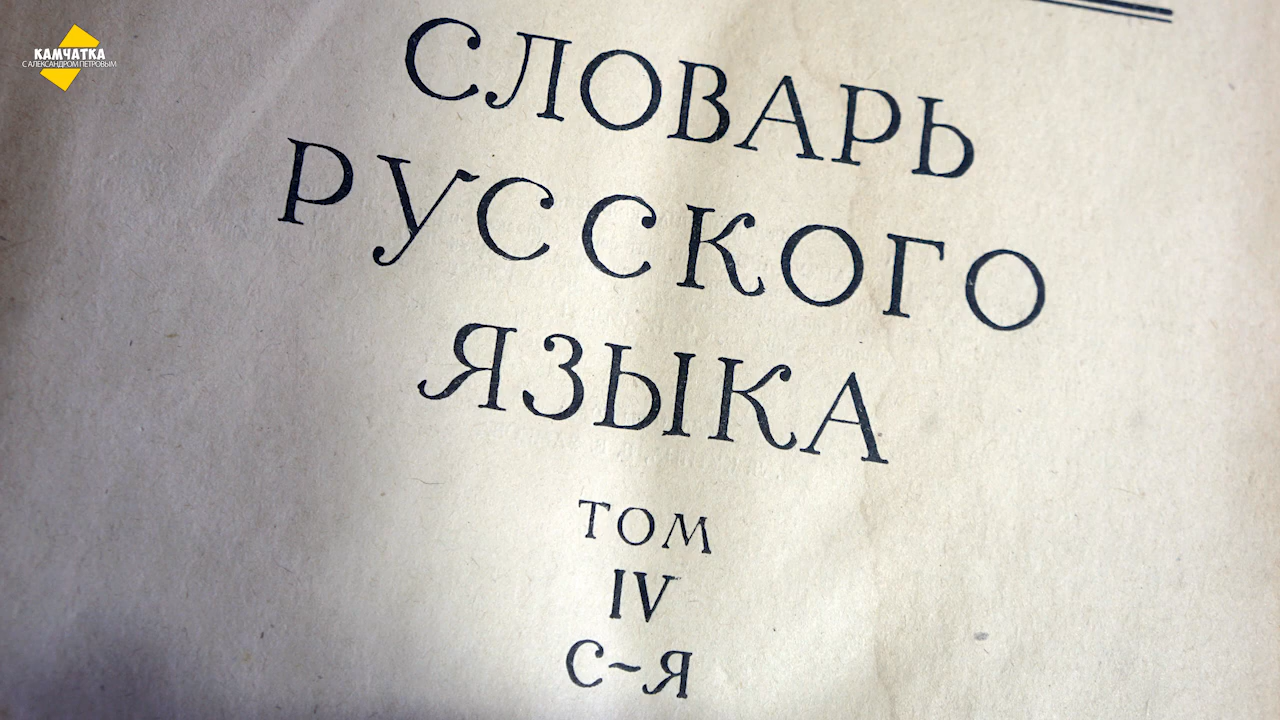 КАМЧАТКА
С АЛЕКСАНДРОМ ПЕТРОВЫМ
СЛОВАРЬ
РУССКОГО
ЯЗЫКА
ТОМ
IV
С~Я